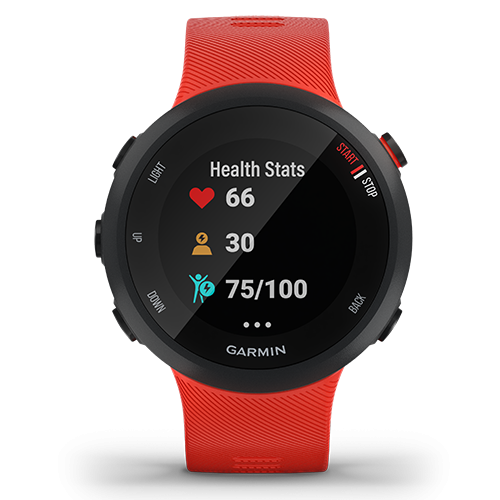 Health Stats
66
30
75/100
...
GARMIN
LIGHT
UP
DOWN
START
STOP
BACK